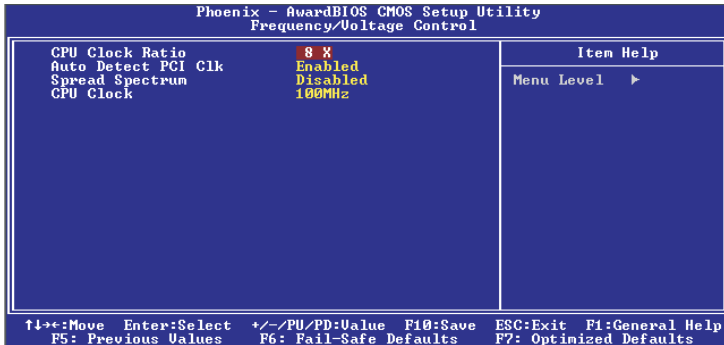 Phoenix - AwardBIOS CMOS Setup Utility
Frequency/Voltage Control
CPU Clock Ratio 8 X
Auto Detect PCI Clk Enabled
Spread Spectrum Disabled
CPU Clock 100MHz
Item Help
Menu Level ►
↑↓→←:Move Enter:Select +/-/PU/PD:Value F10:Save ESC:Exit F1:General Help
F5: Previous Values F6: Fail-Safe Defaults F7: Optimized Defaults